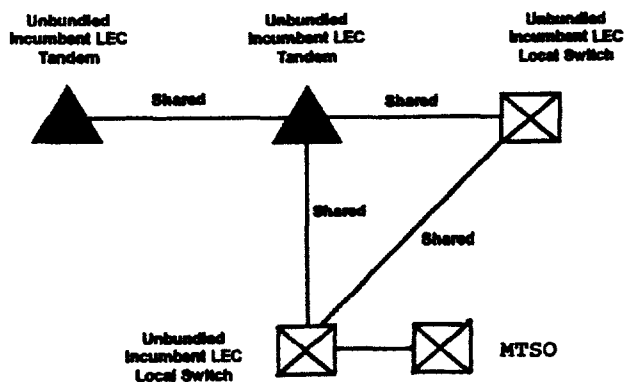 Unbundled
Incumbent LEC
Tandem
Unbundled
Incumbent LEC
Tandem
Unbundled
Incumbent LEC
Local Switch
Shared
Shared
Shared
Shared
Unbundled
Incumbent LEC
Local Switch
MTSO